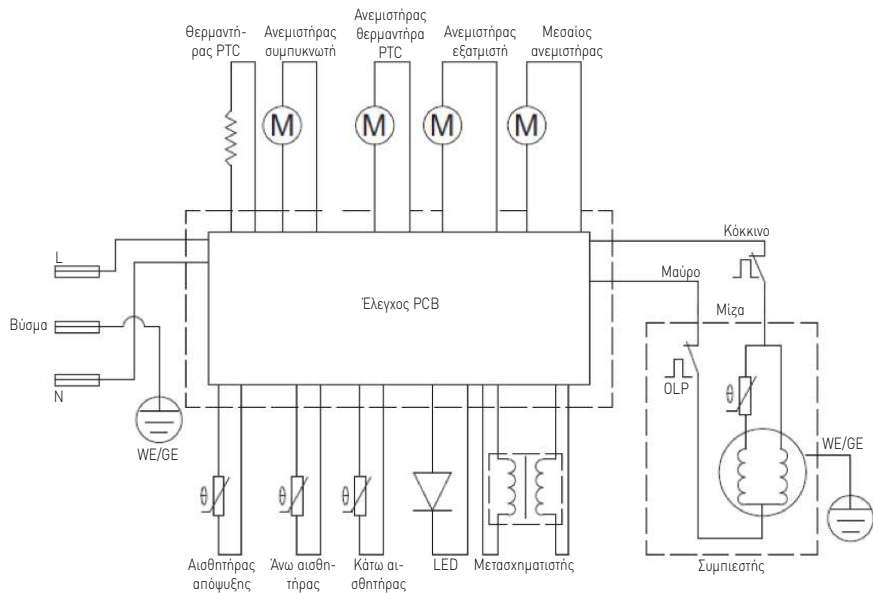 Θερμαντή-
ρας PTC
Ανεμιστήρας
συμπυκνωτή
Ανεμιστήρας
θερμαντήρα
PTC
Ανεμιστήρας
εξατμιστή
Μεσαίος
ανεμιστήρας
M
M
M
M
L
Βύσμα
N
WE/GE
Έλεγχος PCB
Κόκκινο
Μαύρο
Μίζα
OLP
θ
WE/GE
θ
θ
θ
Αισθητήρας
απόψυξης
Άνω αισθη-
τήρας
Κάτω αι-
σθητήρας
LED
Μετασχηματιστής
Συμπιεστής